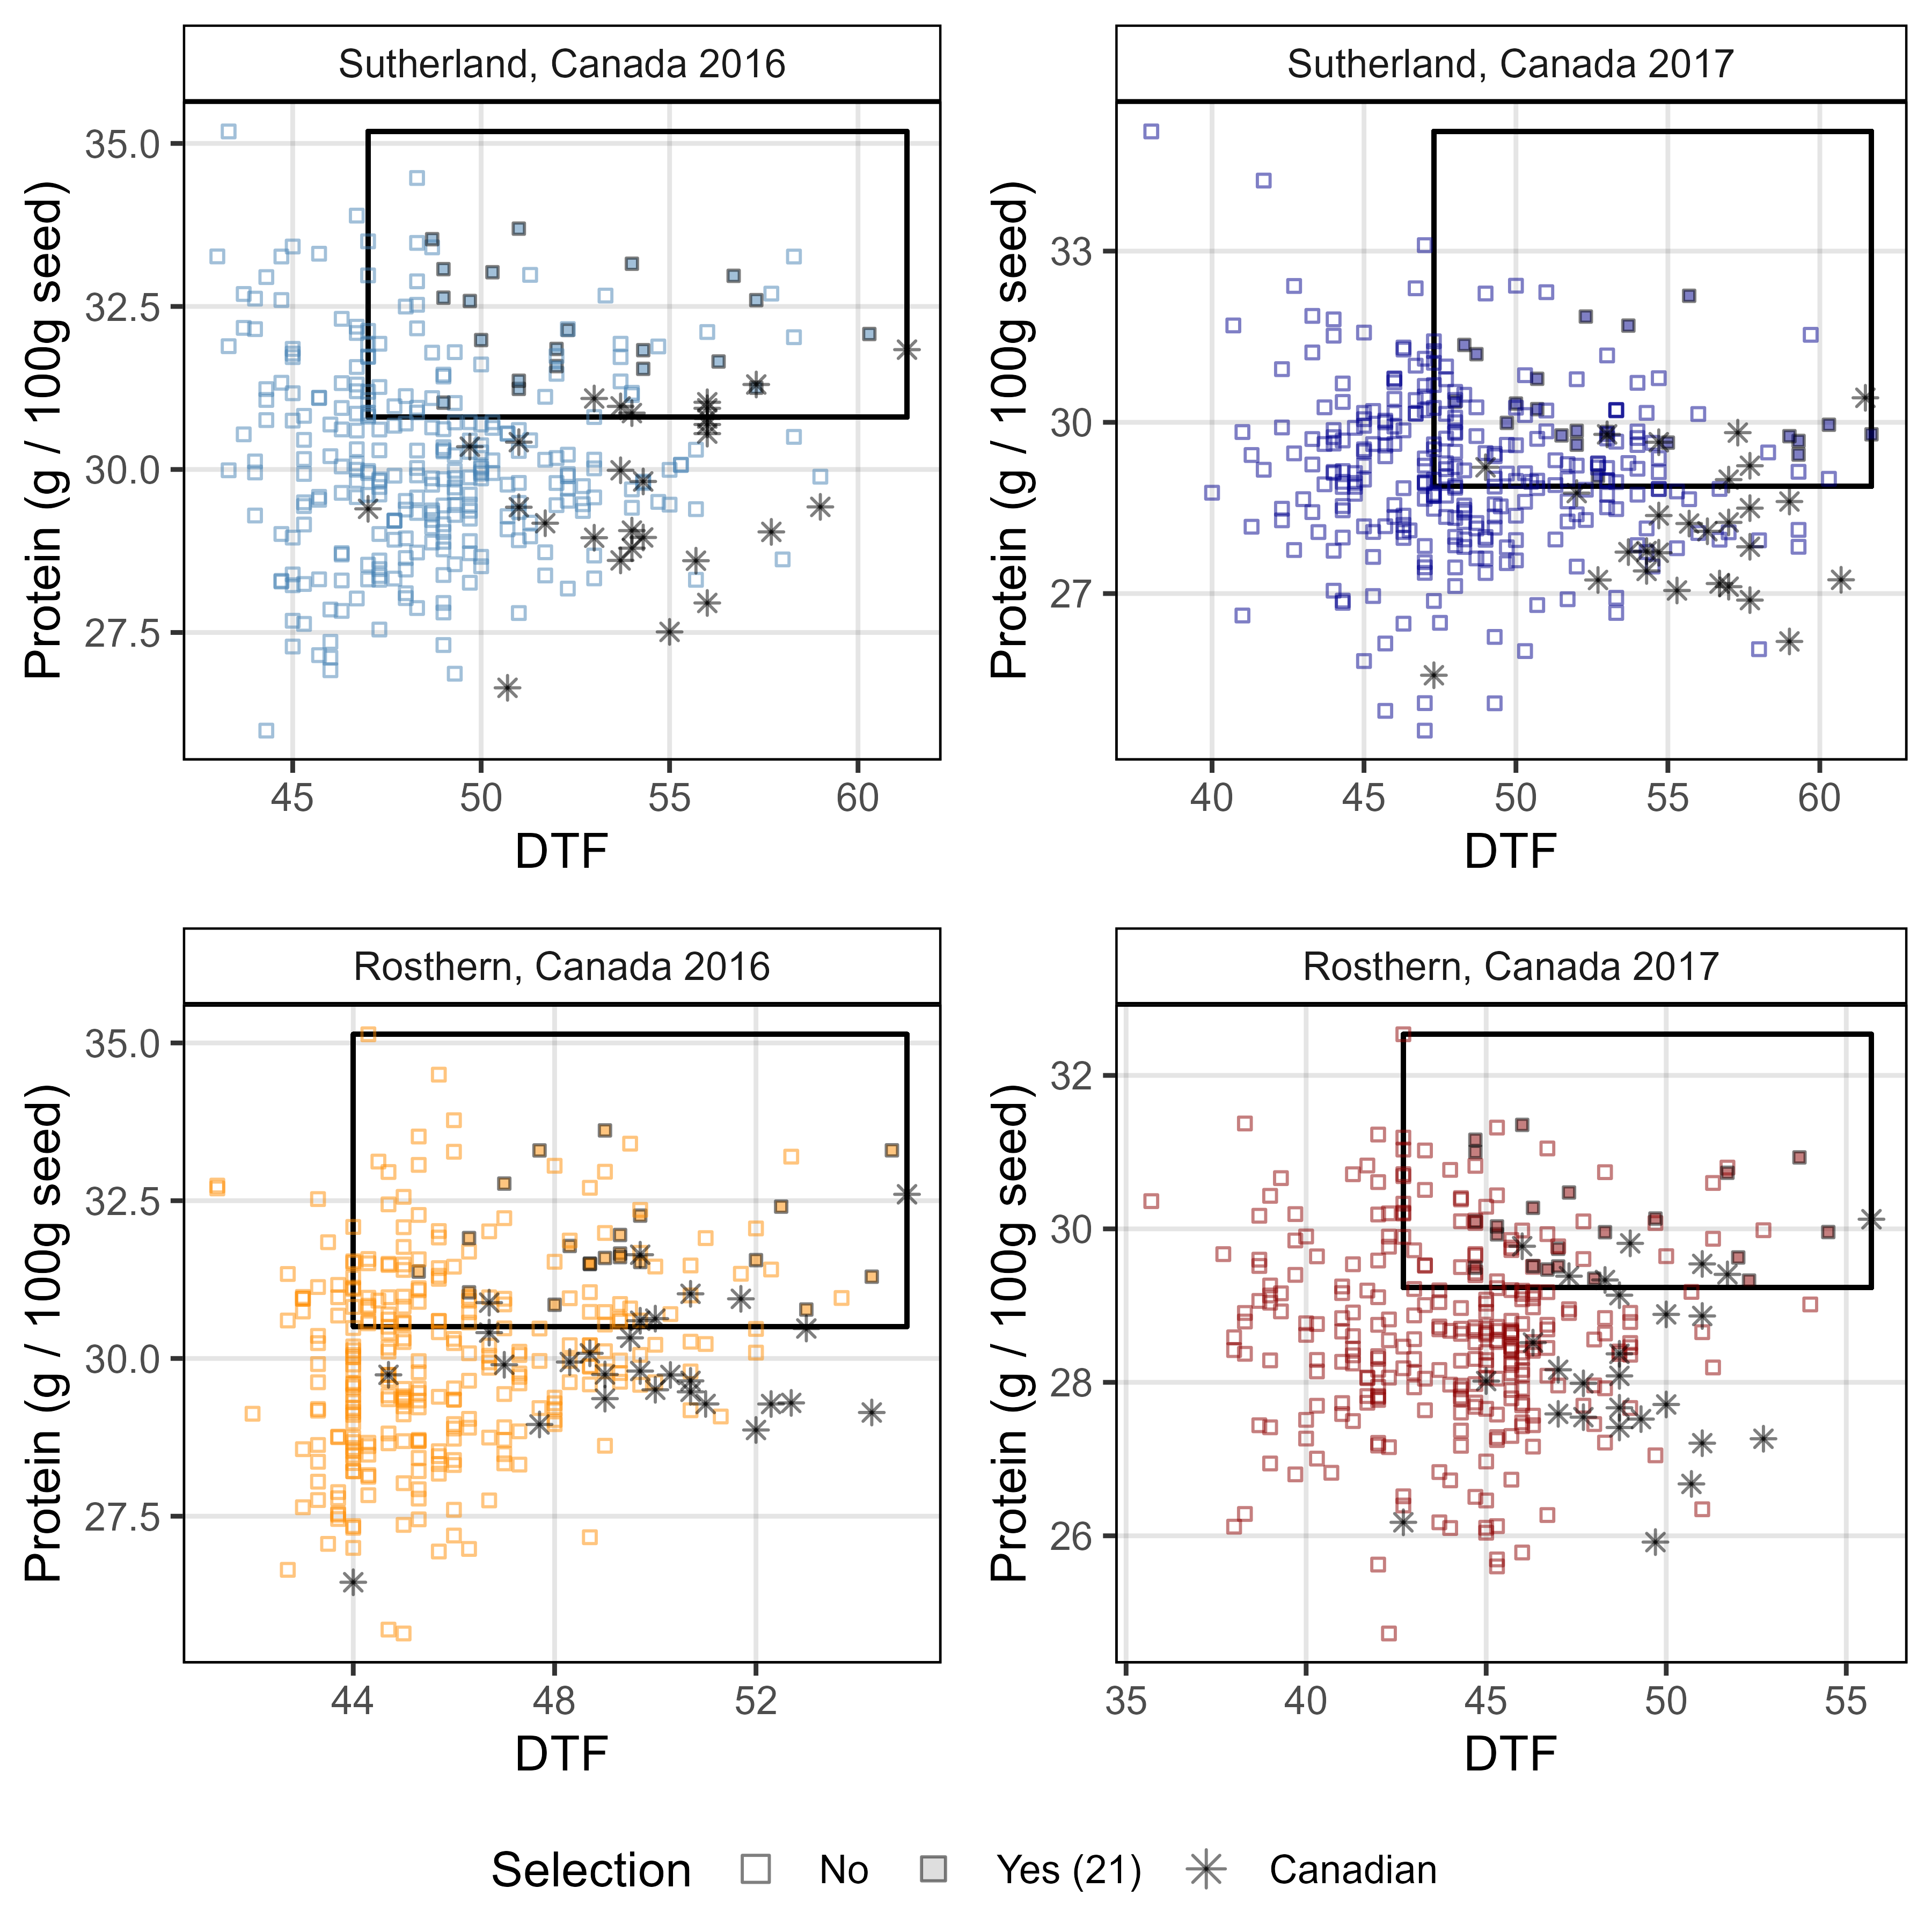 Sutherland, Canada 2016
Protein (g / 100g seed)
35.0
32.5
30.0
27.5
45 50 55 60
DTF
Sutherland, Canada 2017
Protein (g / 100g seed)
33
30
27
40 45 50 55 60
DTF
Rosthern, Canada 2016
Protein (g / 100g seed)
35.0
32.5
30.0
27.5
44 48 52
DTF
Rosthern, Canada 2017
Protein (g / 100g seed)
32
30
28
26
35 40 45 50 55
DTF
Selection No Yes (21) Canadian